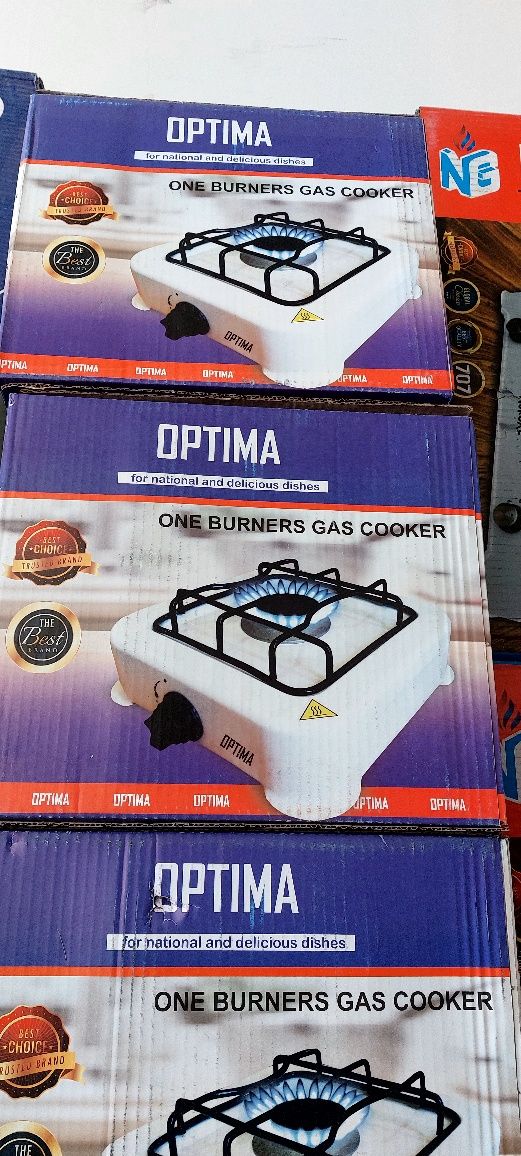 OPTIMA
for national and delicious dishes
ONE BURNERS GAS COOKER
BEST
CHOICE
TRUSTED BRAND
THE
Best
BRAND
OPTIMA
OPTIMA
OPTIMA
OPTIMA
OPTIMA
OPTIMA
NE
707
OPTIMA
for national and delicious dishes
ONE BURNERS GAS COOKER
BEST
CHOICE
TRUSTED BRAND
THE
Best
BRAND
OPTIMA
OPTIMA
OPTIMA
OPTIMA
OPTIMA
OPTIMA
OPTIMA
for national and delicious dishes
ONE BURNERS GAS COOKER
BEST
CHOICE
TRUSTED BRAND
THE